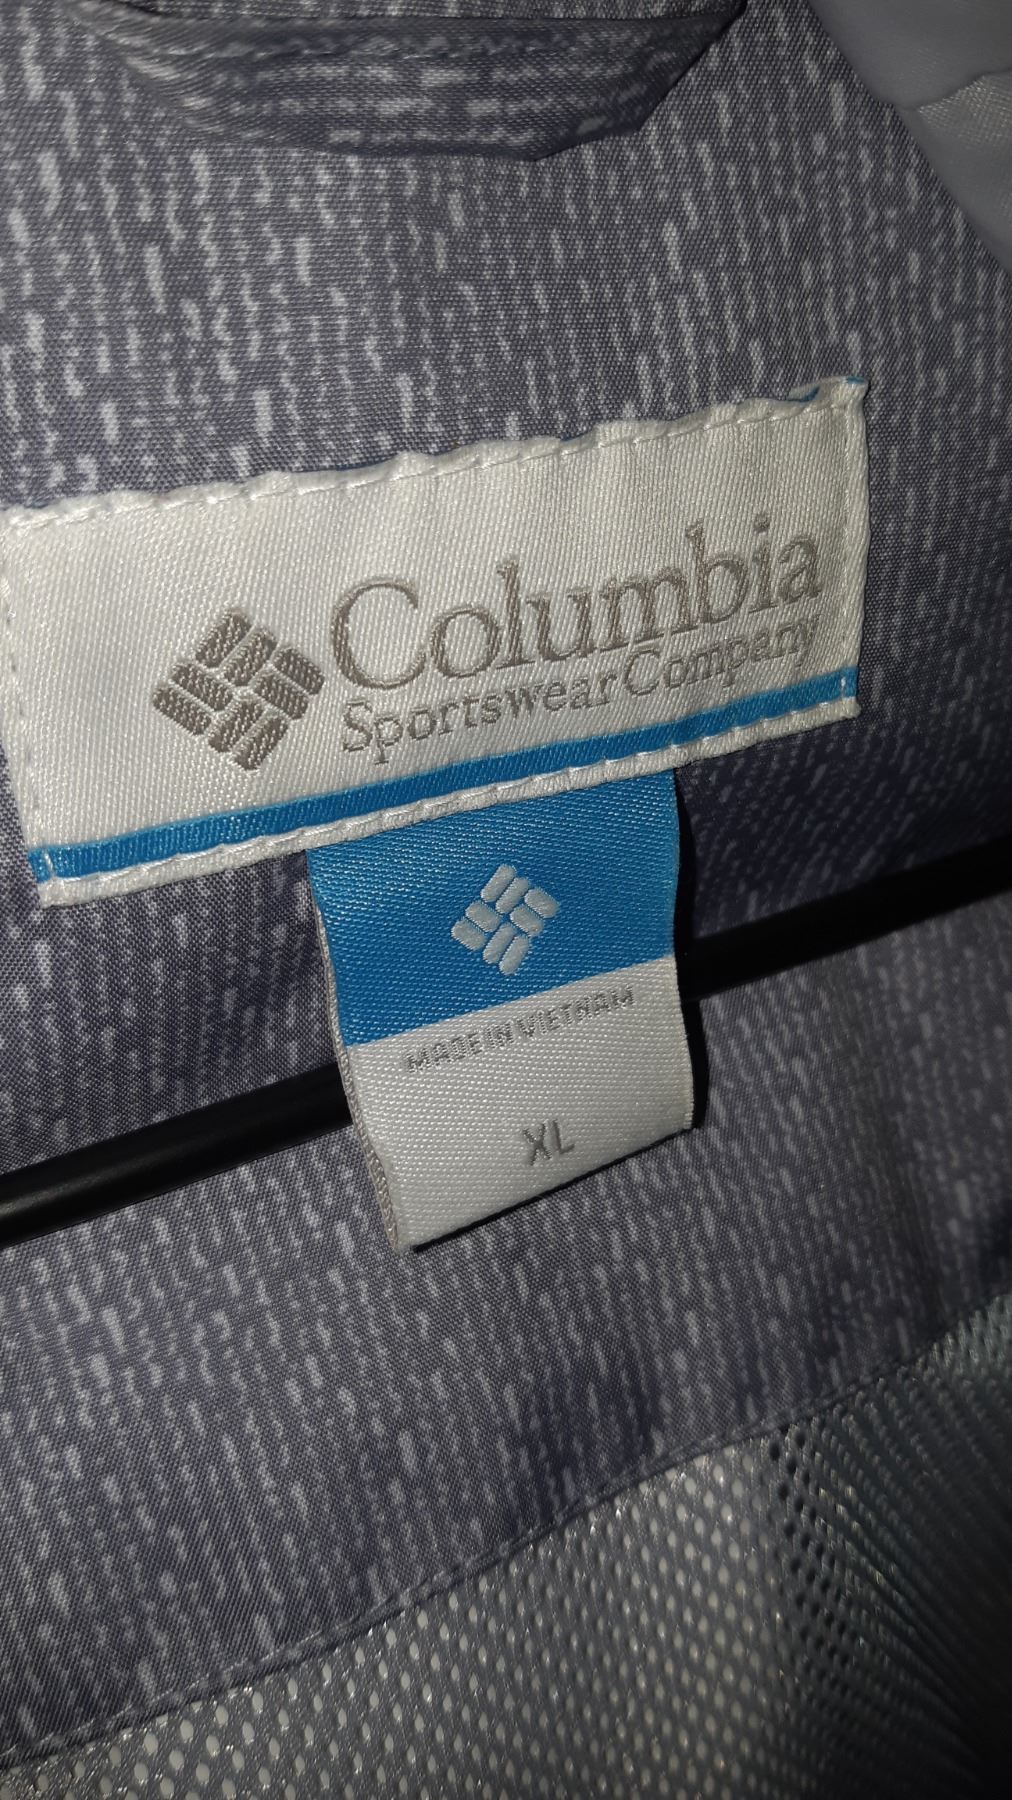 Columbia
Sportswear Company
MADE IN VIETNAM
XL